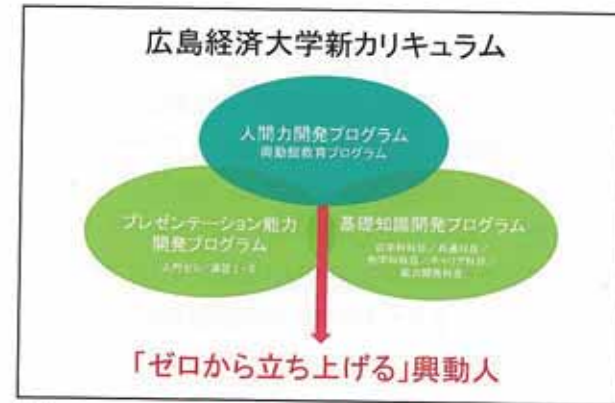 広島経済大学新カリキュラム
人間力開発プログラム
興動館教育プログラム
プレゼンテーション能力
開発プログラム
基礎知識開発プログラム
「ゼロから立ち上げる」興動人